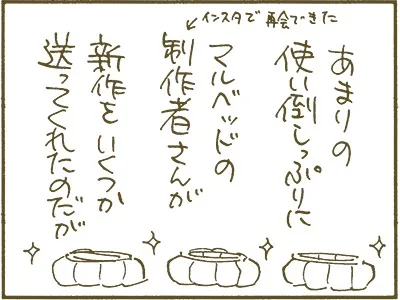 インスタで再会できた
あまりの
使い倒しっぷりに
マルベッドの
制作者さんが
新作をいくつか
送ってくれたのだが